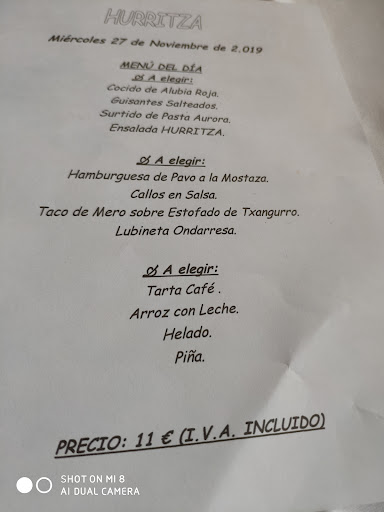 HURRITZA
Miércoles 27 de Noviembre de 2.019
MENÚ DEL DÍA
A elegir:
Cocido de Alubia Roja.
Guisantes Salteados.
Surtido de Pasta Aurora.
Ensalada HURRITZA.
A elegir:
Hamburguesa de Pavo a la Mostaza.
Callos en Salsa.
Taco de Mero sobre Estofado de Txangurro.
Lubineta Ondarresa.
A elegir:
Tarta Café .
Arroz con Leche.
Helado.
Piña.
PRECIO: 11 € (I.V.A. INCLUIDO)
SHOT ON MI 8
AI DUAL CAMERA